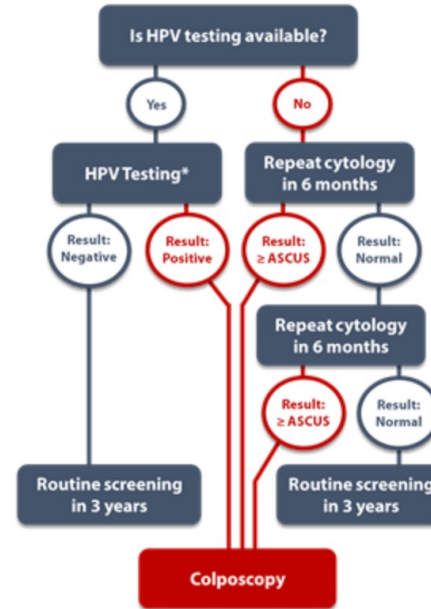 Is HPV testing available?
Yes
No
HPV Testing*
Repeat cytology
in 6 months
Result:
Negative
Result:
Positive
Result:
≥ ASCUS
Result:
Normal
Repeat cytology
in 6 months
Result:
≥ ASCUS
Result:
Normal
Routine screening
in 3 years
Routine screening
in 3 years
Colposcopy